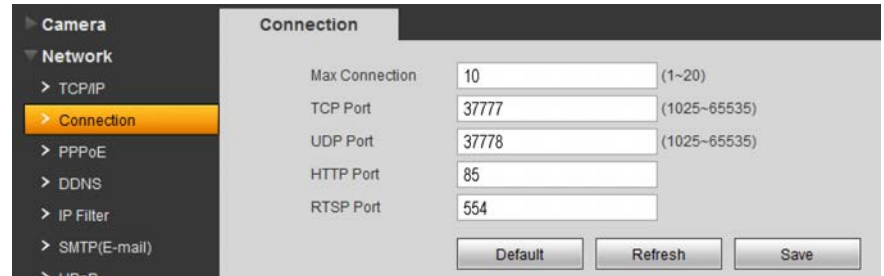 Camera
Network
TCP/IP
Connection
PPPoE
DDNS
IP Filter
SMTP(E-mail)
Connection
Max Connection 10 (1~20)
TCP Port 37777 (1025~65535)
UDP Port 37778 (1025~65535)
HTTP Port 85
RTSP Port 554
Default Refresh Save